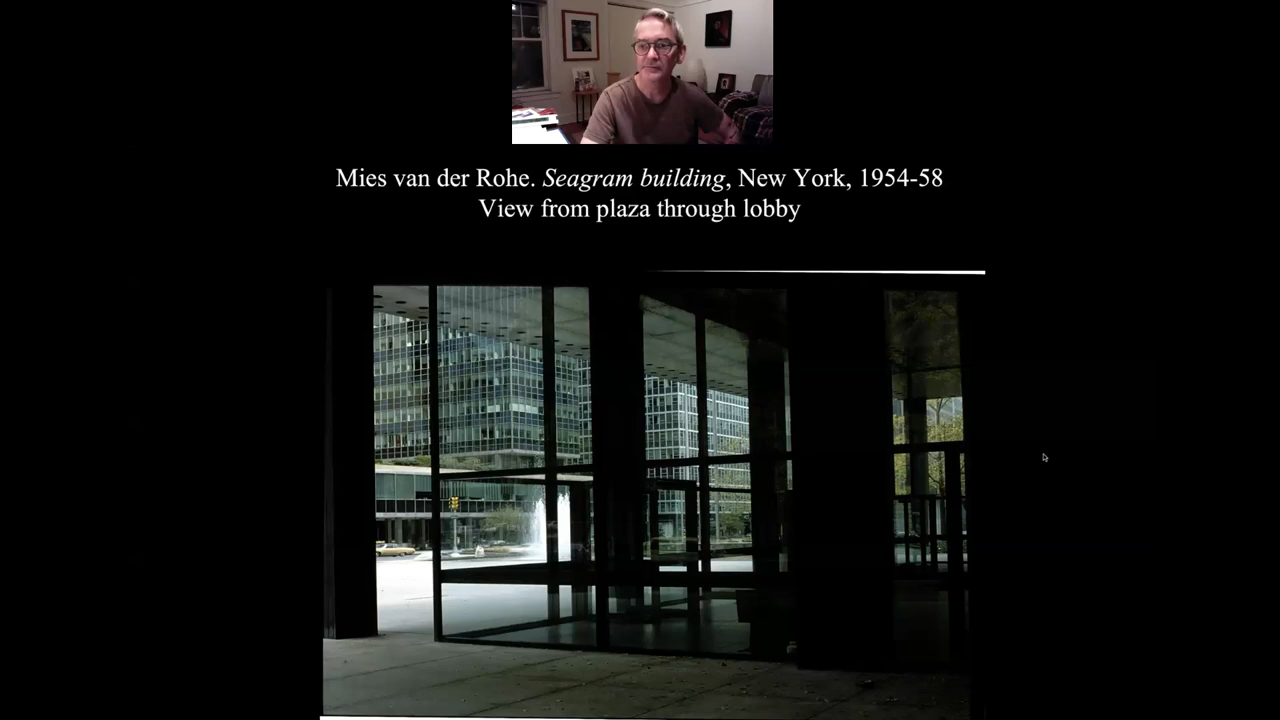 Mies van der Rohe. Seagram building, New York, 1954-58
View from plaza through lobby